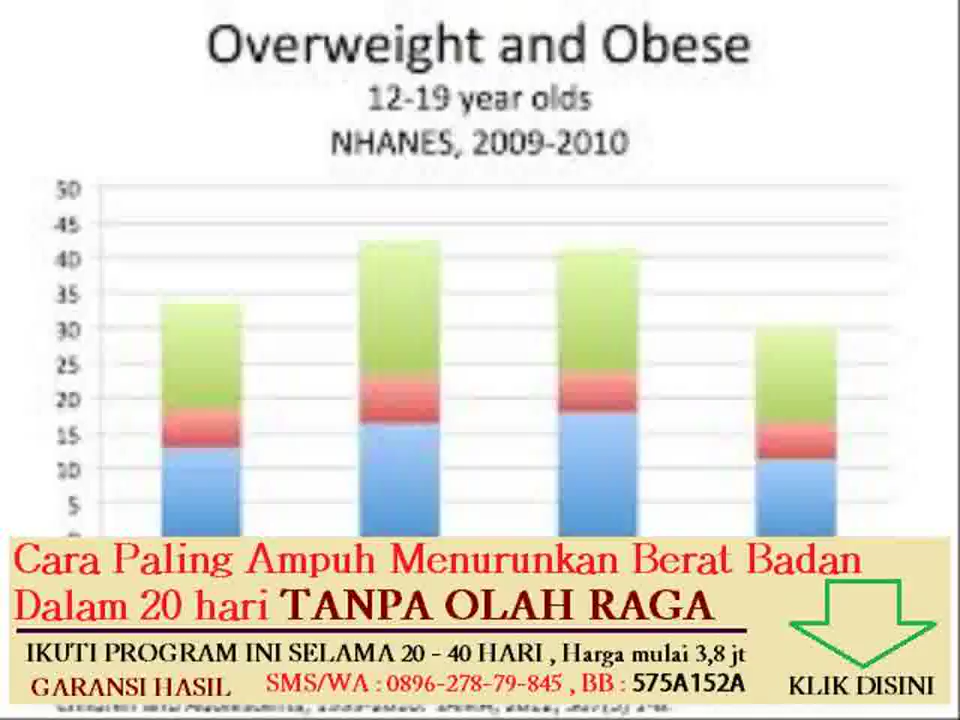 Overweight and Obese
12-19 year olds
NHANES, 2009-2010
50
45
40
35
30
25
20
15
10
5
Cara Paling Ampuh Menurunkan Berat Badan
Dalam 20 hari TANPA OLAH RAGA
IKUTI PROGRAM INI SELAMA 20 - 40 HARI , Harga mulai 3,8 jt
GARANSI HASIL SMS/WA : 0896-278-79-845 , BB : 575A152A
KLIK DISINI